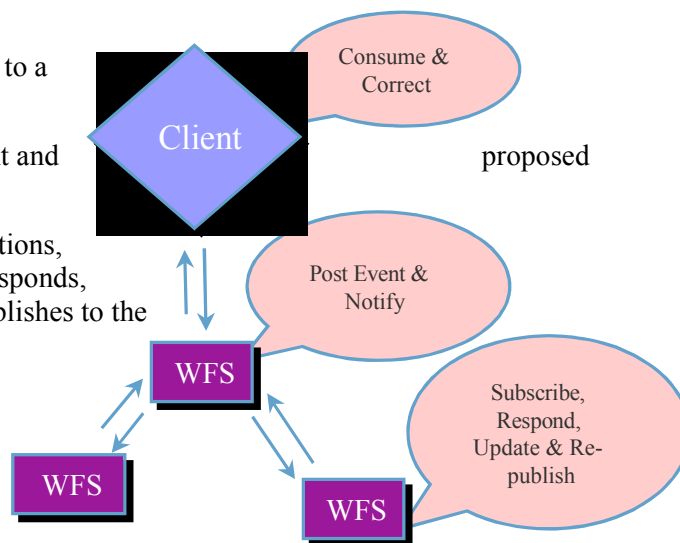 to a
Consume &
Correct
Client
t and
proposed
tions,
sponds,
plishes to the
Post Event &
Notify
WFS
Subscribe,
Respond,
Update & Re-
publish
WFS
WFS